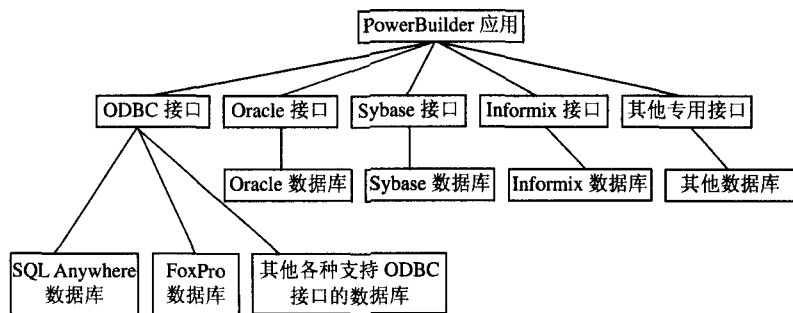 PowerBuilder 应用
ODBC 接口
Oracle 接口
Sybase 接口
Informix 接口
其他专用接口
Oracle 数据库
Sybase 数据库
Informix 数据库
其他数据库
SQL Anywhere
数据库
FoxPro
数据库
其他各种支持 ODBC
接口的数据库